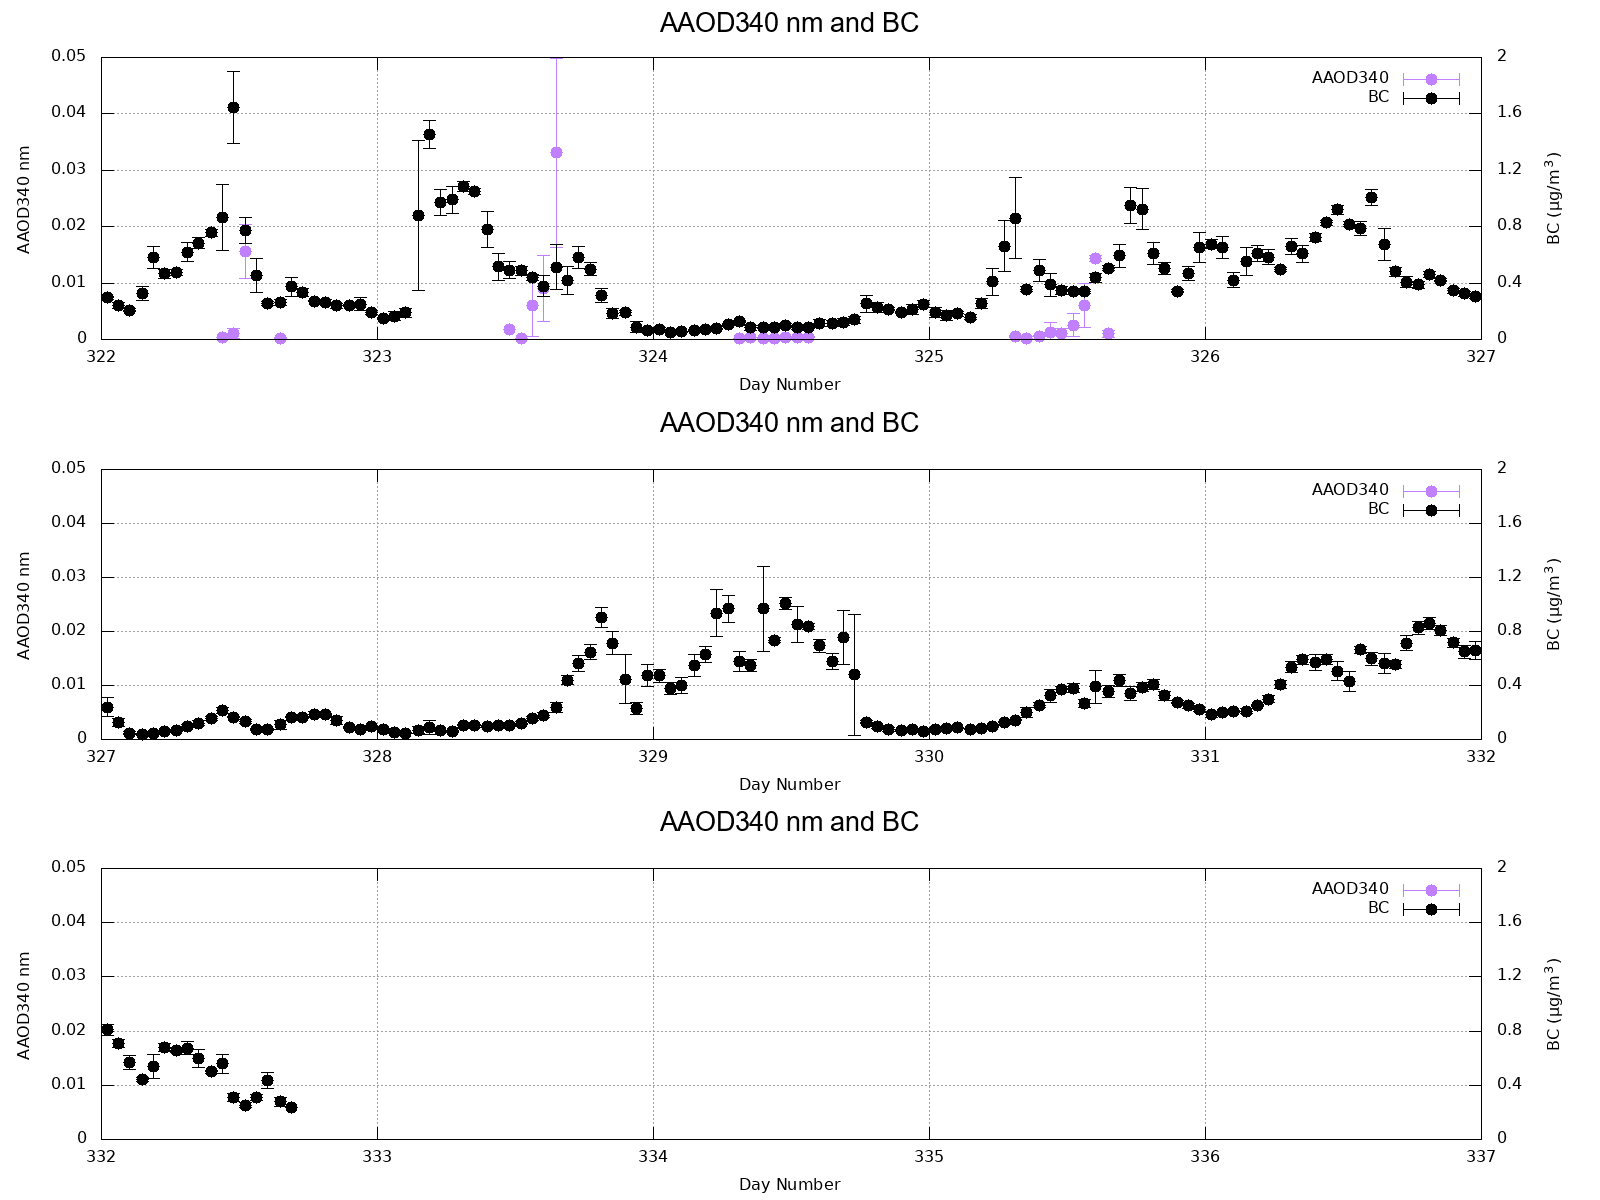 AAOD340 nm and BC
0.05
0.04
0.03
0.02
0.01
0
AAOD340 nm
2
1.6
1.2
0.8
0.4
0
BC (µg/m³)
AAOD340
BC
322 323 324 325 326 327
Day Number
AAOD340 nm and BC
0.05
0.04
0.03
0.02
0.01
0
AAOD340 nm
2
1.6
1.2
0.8
0.4
0
BC (µg/m³)
AAOD340
BC
327 328 329 330 331 332
Day Number
AAOD340 nm and BC
0.05
0.04
0.03
0.02
0.01
0
AAOD340 nm
2
1.6
1.2
0.8
0.4
0
BC (µg/m³)
AAOD340
BC
332 333 334 335 336 337
Day Number